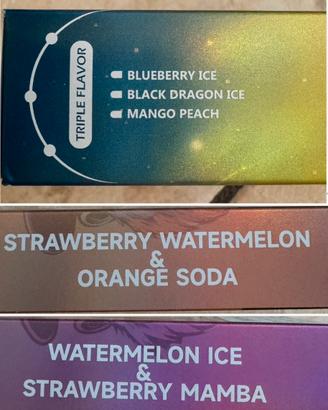 TRIPLE FLAVOR
BLUEBERRY ICE
BLACK DRAGON ICE
MANGO PEACH
STRAWBERRY WATERMELON
&
ORANGE SODA
WATERMELON ICE
&
STRAWBERRY MAMBA